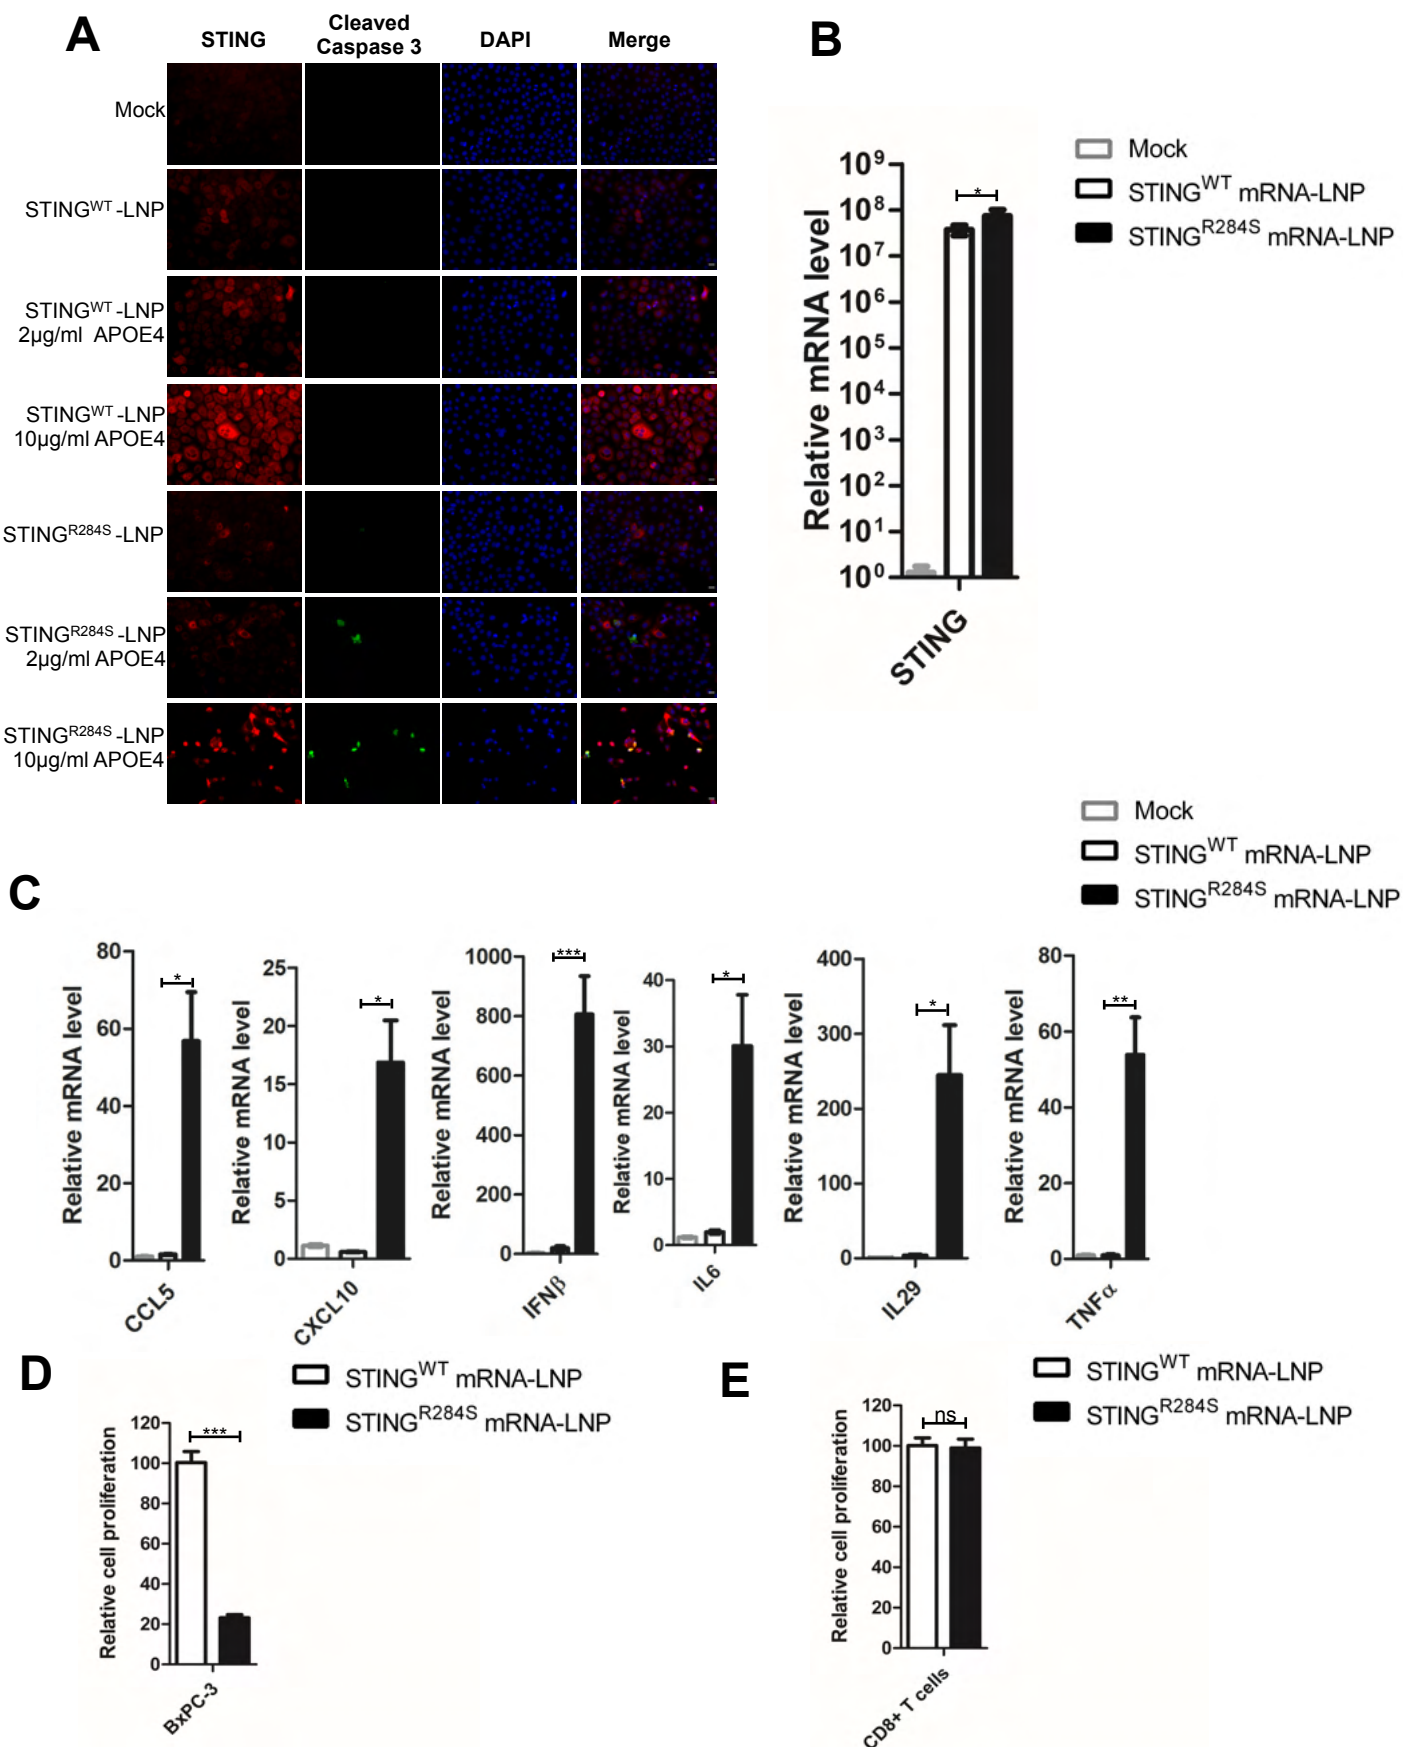 A
STING
Cleaved
Caspase 3
DAPI
Merge
Mock
STINGᵂᵀ-LNP
STINGᵂᵀ-LNP
2µg/ml APOE4
STINGᵂᵀ-LNP
10µg/ml APOE4
STINGᴿ²⁸⁴ˢ-LNP
STINGᴿ²⁸⁴ˢ-LNP
2µg/ml APOE4
STINGᴿ²⁸⁴ˢ-LNP
10µg/ml APOE4
B
Relative mRNA level
10⁹
10⁸
10⁷
10⁶
10⁵
10⁴
10³
10²
10¹
10⁰
*
STING
Mock
STINGᵂᵀ mRNA-LNP
STINGᴿ²⁸⁴ˢ mRNA-LNP
Mock
STINGᵂᵀ mRNA-LNP
STINGᴿ²⁸⁴ˢ mRNA-LNP
C
Relative mRNA level
80
60
40
20
0
*
CCL5
Relative mRNA level
25
20
15
10
5
0
*
CXCL10
Relative mRNA level
1000
800
600
400
200
0
***
IFNβ
Relative mRNA level
40
30
20
10
0
*
IL6
Relative mRNA level
400
300
200
100
0
*
IL29
Relative mRNA level
80
60
40
20
0
**
TNFα
D
STINGᵂᵀ mRNA-LNP
STINGᴿ²⁸⁴ˢ mRNA-LNP
Relative cell proliferation
120
100
80
60
40
20
0
***
BxPC-3
E
STINGᵂᵀ mRNA-LNP
STINGᴿ²⁸⁴ˢ mRNA-LNP
Relative cell proliferation
120
100
80
60
40
20
0
ns
CD8+ T cells